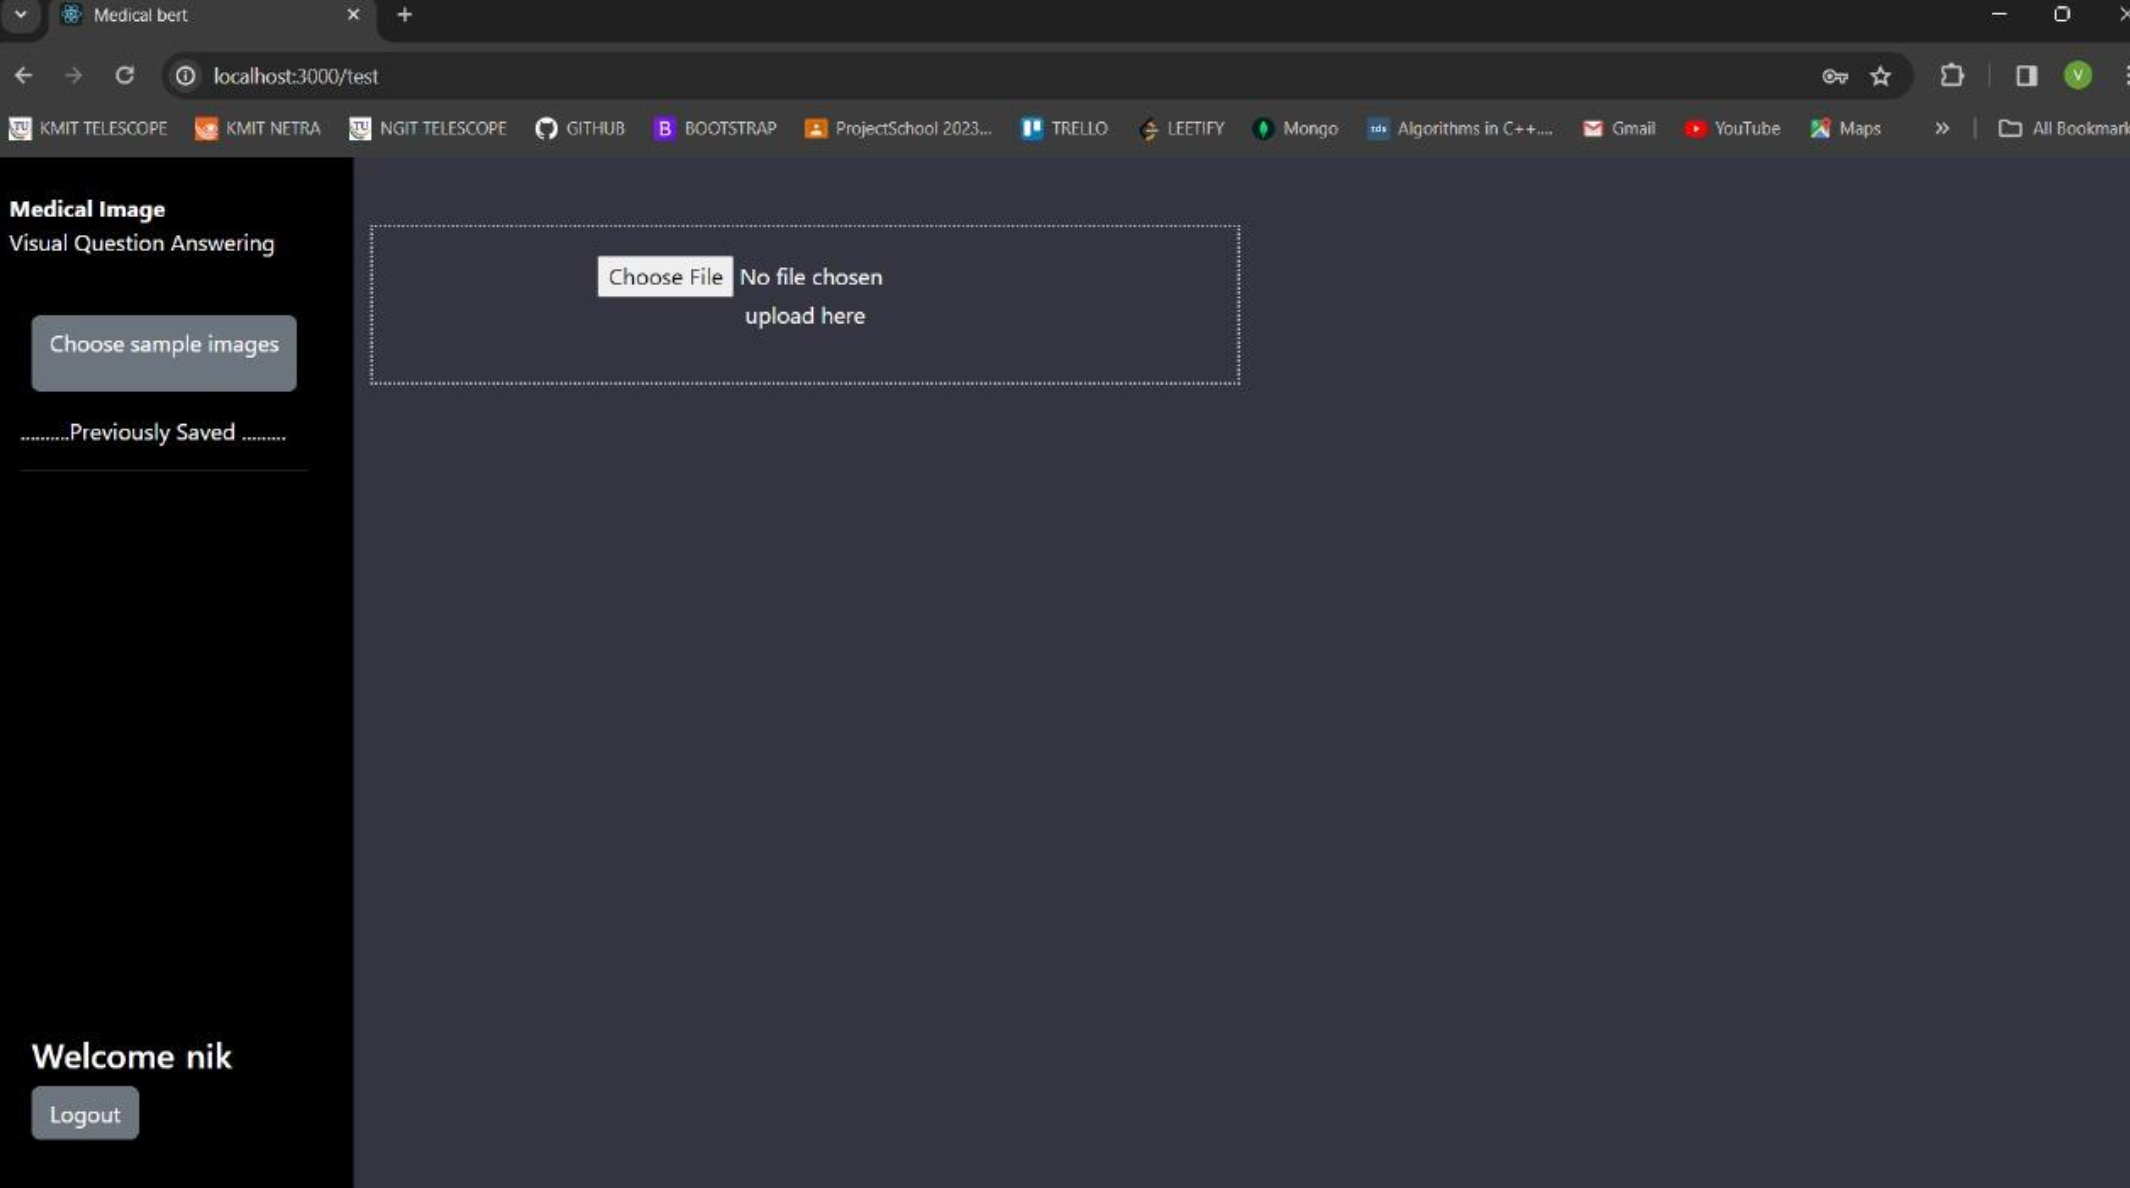 Medical bert
localhost:3000/test
V
KMIT TELESCOPE KMIT NETRA NGIT TELESCOPE GITHUB B BOOTSTRAP ProjectSchool 2023... TRELLO LEETIFY Mongo tds Algorithms in C++.... Gmail YouTube Maps » All Bookmark
Medical Image
Visual Question Answering
Choose File No file chosen
upload here
Choose sample images
..........Previously Saved .........
Welcome nik
Logout